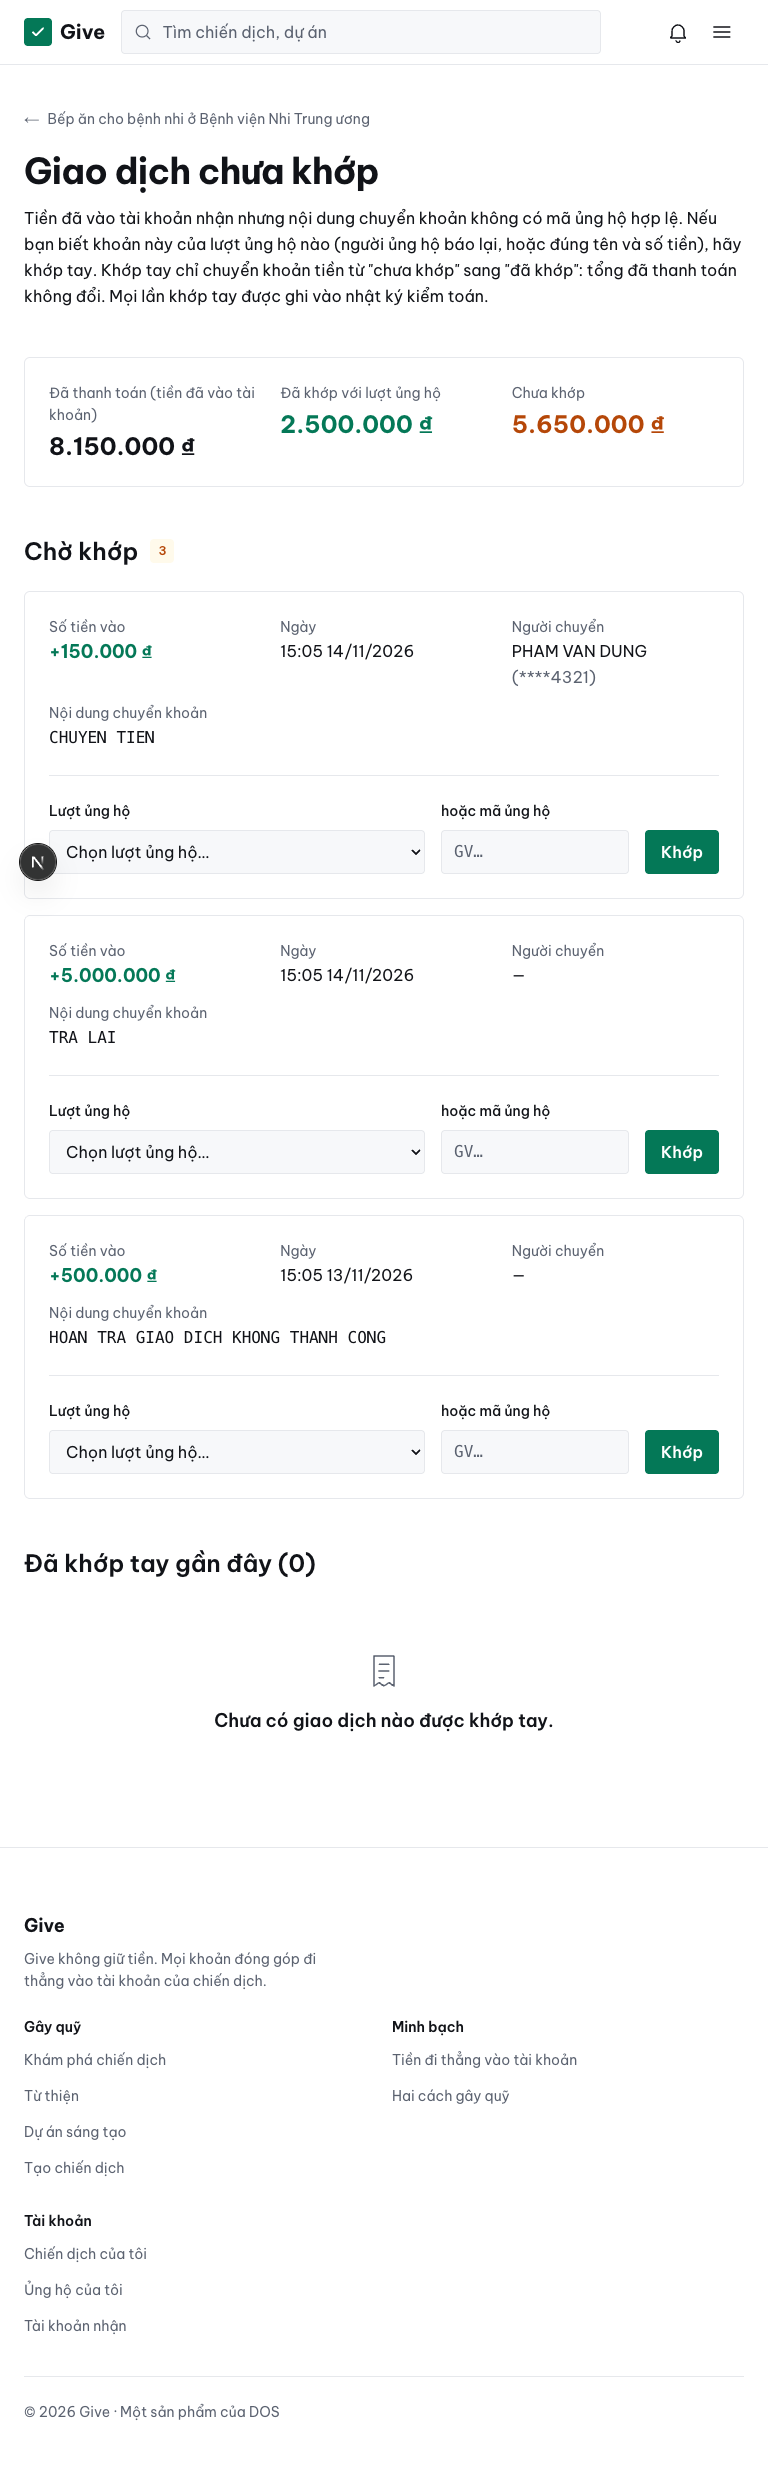 Give
Tìm chiến dịch, dự án
← Bếp ăn cho bệnh nhi ở Bệnh viện Nhi Trung ương
Giao dịch chưa khớp
Tiền đã vào tài khoản nhận nhưng nội dung chuyển khoản không có mã ủng hộ hợp lệ. Nếu
bạn biết khoản này của lượt ủng hộ nào (người ủng hộ báo lại, hoặc đúng tên và số tiền), hãy
khớp tay. Khớp tay chỉ chuyển khoản tiền từ "chưa khớp" sang "đã khớp": tổng đã thanh toán
không đổi. Mọi lần khớp tay được ghi vào nhật ký kiểm toán.
Đã thanh toán (tiền đã vào tài
khoản)
8.150.000 ₫
Đã khớp với lượt ủng hộ
2.500.000 ₫
Chưa khớp
5.650.000 ₫
Chờ khớp 3
Số tiền vào
+150.000 ₫
Ngày
15:05 14/11/2026
Người chuyển
PHAM VAN DUNG
(****4321)
Nội dung chuyển khoản
CHUYEN TIEN
Lượt ủng hộ
Chọn lượt ủng hộ...
hoặc mã ủng hộ
GV…
Khớp
N
Số tiền vào
+5.000.000 ₫
Ngày
15:05 14/11/2026
Người chuyển
—
Nội dung chuyển khoản
TRA LAI
Lượt ủng hộ
Chọn lượt ủng hộ...
hoặc mã ủng hộ
GV…
Khớp
Số tiền vào
+500.000 ₫
Ngày
15:05 13/11/2026
Người chuyển
—
Nội dung chuyển khoản
HOAN TRA GIAO DICH KHONG THANH CONG
Lượt ủng hộ
Chọn lượt ủng hộ...
hoặc mã ủng hộ
GV…
Khớp
Đã khớp tay gần đây (0)
Chưa có giao dịch nào được khớp tay.
Give
Give không giữ tiền. Mọi khoản đóng góp đi
thẳng vào tài khoản của chiến dịch.
Gây quỹ
Khám phá chiến dịch
Từ thiện
Dự án sáng tạo
Tạo chiến dịch
Minh bạch
Tiền đi thẳng vào tài khoản
Hai cách gây quỹ
Tài khoản
Chiến dịch của tôi
Ủng hộ của tôi
Tài khoản nhận
© 2026 Give · Một sản phẩm của DOS